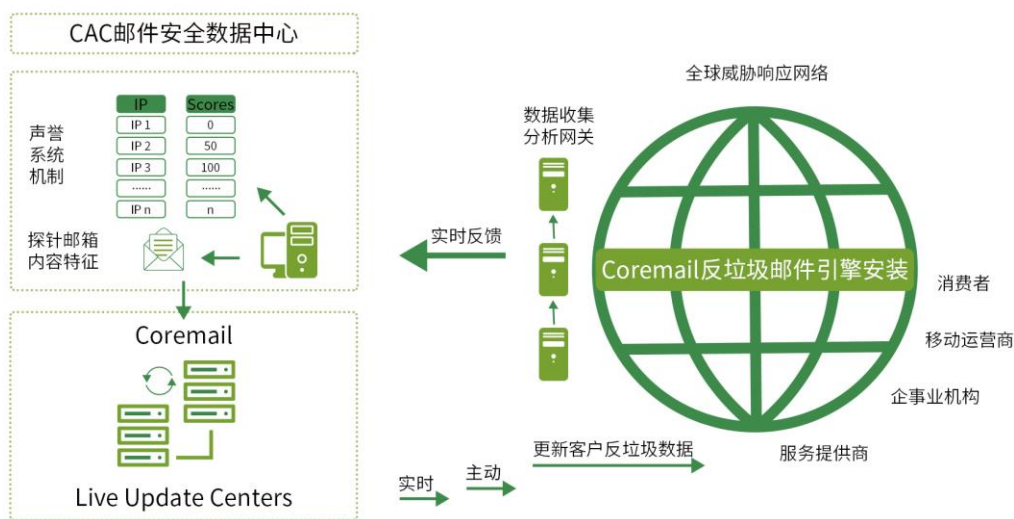 CAC邮件安全数据中心
声誉
系统
机制
IP Scores
IP 1 0
IP 2 50
IP 3 100
...... ......
IP n n
探针邮箱
内容特征
Coremail
Live Update Centers
实时反馈
数据收集
分析网关
全球威胁响应网络
Coremail反垃圾邮件引擎安装
消费者
移动运营商
企事业机构
服务提供商
实时
主动
更新客户反垃圾数据